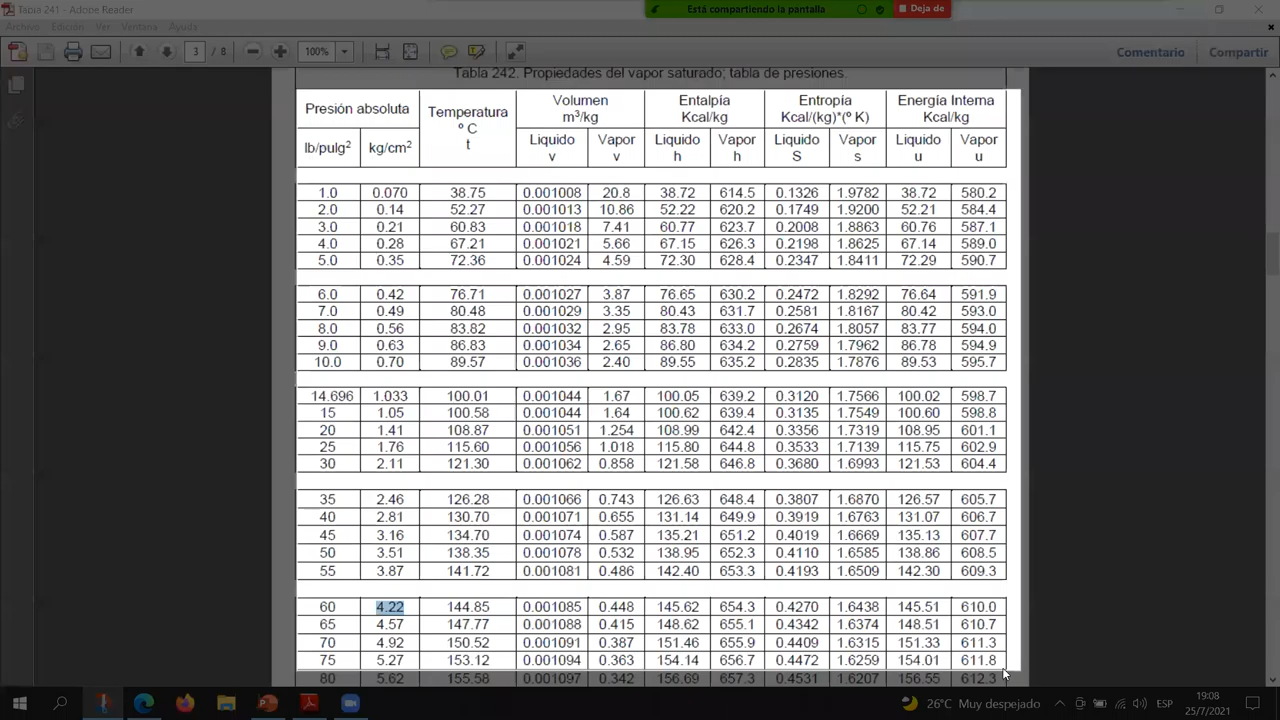 Tabla 241 - Adobe Reader
Está compartiendo la pantalla
Deja de
Archivo Edición Ver Ventana Ayuda
3 / 8 100%
Comentario Compartir
Tabla 242. Propiedades del vapor saturado; tabla de presiones.
Presión absoluta Temperatura º C t Volumen m³/kg Entalpía Kcal/kg Entropía Kcal/(kg)*(º K) Energía Interna Kcal/kg
lb/pulg² kg/cm² Liquido v Vapor v Liquido h Vapor h Liquido S Vapor s Liquido u Vapor u
1.0 0.070 38.75 0.001008 20.8 38.72 614.5 0.1326 1.9782 38.72 580.2
2.0 0.14 52.27 0.001013 10.86 52.22 620.2 0.1749 1.9200 52.21 584.4
3.0 0.21 60.83 0.001018 7.41 60.77 623.7 0.2008 1.8863 60.76 587.1
4.0 0.28 67.21 0.001021 5.66 67.15 626.3 0.2198 1.8625 67.14 589.0
5.0 0.35 72.36 0.001024 4.59 72.30 628.4 0.2347 1.8411 72.29 590.7
6.0 0.42 76.71 0.001027 3.87 76.65 630.2 0.2472 1.8292 76.64 591.9
7.0 0.49 80.48 0.001029 3.35 80.43 631.7 0.2581 1.8167 80.42 593.0
8.0 0.56 83.82 0.001032 2.95 83.78 633.0 0.2674 1.8057 83.77 594.0
9.0 0.63 86.83 0.001034 2.65 86.80 634.2 0.2759 1.7962 86.78 594.9
10.0 0.70 89.57 0.001036 2.40 89.55 635.2 0.2835 1.7876 89.53 595.7
14.696 1.033 100.01 0.001044 1.67 100.05 639.2 0.3120 1.7566 100.02 598.7
15 1.05 100.58 0.001044 1.64 100.62 639.4 0.3135 1.7549 100.60 598.8
20 1.41 108.87 0.001051 1.254 108.99 642.4 0.3356 1.7319 108.95 601.1
25 1.76 115.60 0.001056 1.018 115.80 644.8 0.3533 1.7139 115.75 602.9
30 2.11 121.30 0.001062 0.858 121.58 646.8 0.3680 1.6993 121.53 604.4
35 2.46 126.28 0.001066 0.743 126.63 648.4 0.3807 1.6870 126.57 605.7
40 2.81 130.70 0.001071 0.655 131.14 649.9 0.3919 1.6763 131.07 606.7
45 3.16 134.70 0.001074 0.587 135.21 651.2 0.4019 1.6669 135.13 607.7
50 3.51 138.35 0.001078 0.532 138.95 652.3 0.4110 1.6585 138.86 608.5
55 3.87 141.72 0.001081 0.486 142.40 653.3 0.4193 1.6509 142.30 609.3
60 4.22 144.85 0.001085 0.448 145.62 654.3 0.4270 1.6438 145.51 610.0
65 4.57 147.77 0.001088 0.415 148.62 655.1 0.4342 1.6374 148.51 610.7
70 4.92 150.52 0.001091 0.387 151.46 655.9 0.4409 1.6315 151.33 611.3
75 5.27 153.12 0.001094 0.363 154.14 656.7 0.4472 1.6259 154.01 611.8
80 5.62 155.58 0.001097 0.342 156.65 657.3 0.4531 1.6207 156.55 612.3
26°C Muy despejado ESP 19:08
25/7/2021